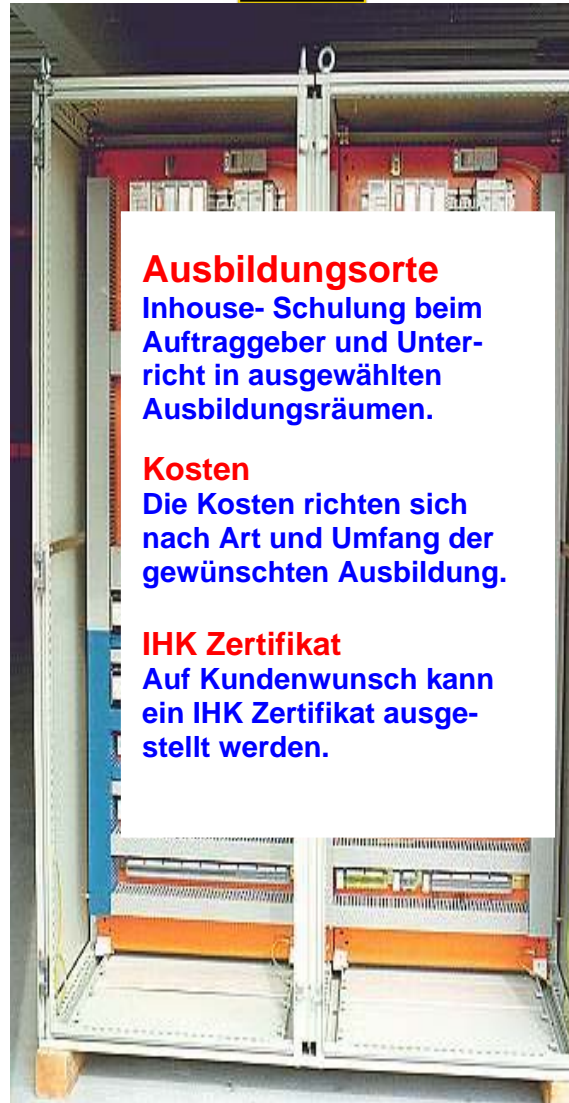 Ausbildungsorte
Inhouse- Schulung beim
Auftraggeber und Unter-
richt in ausgewählten
Ausbildungsräumen.
Kosten
Die Kosten richten sich
nach Art und Umfang der
gewünschten Ausbildung.
IHK Zertifikat
Auf Kundenwunsch kann
ein IHK Zertifikat ausge-
stellt werden.